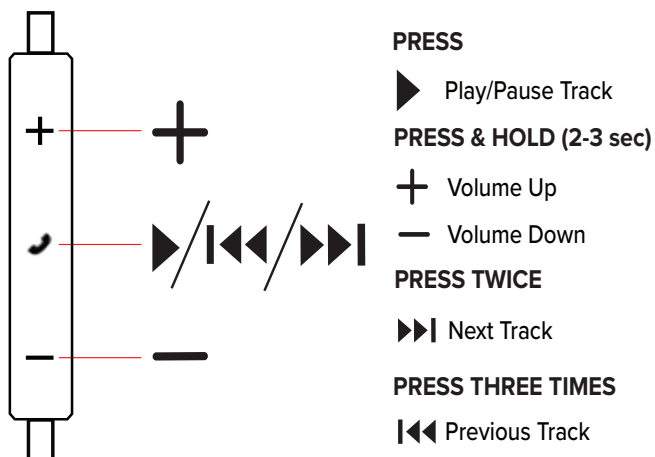 PRESS
Play/Pause Track
PRESS & HOLD (2-3 sec)
Volume Up
Volume Down
PRESS TWICE
Next Track
PRESS THREE TIMES
Previous Track